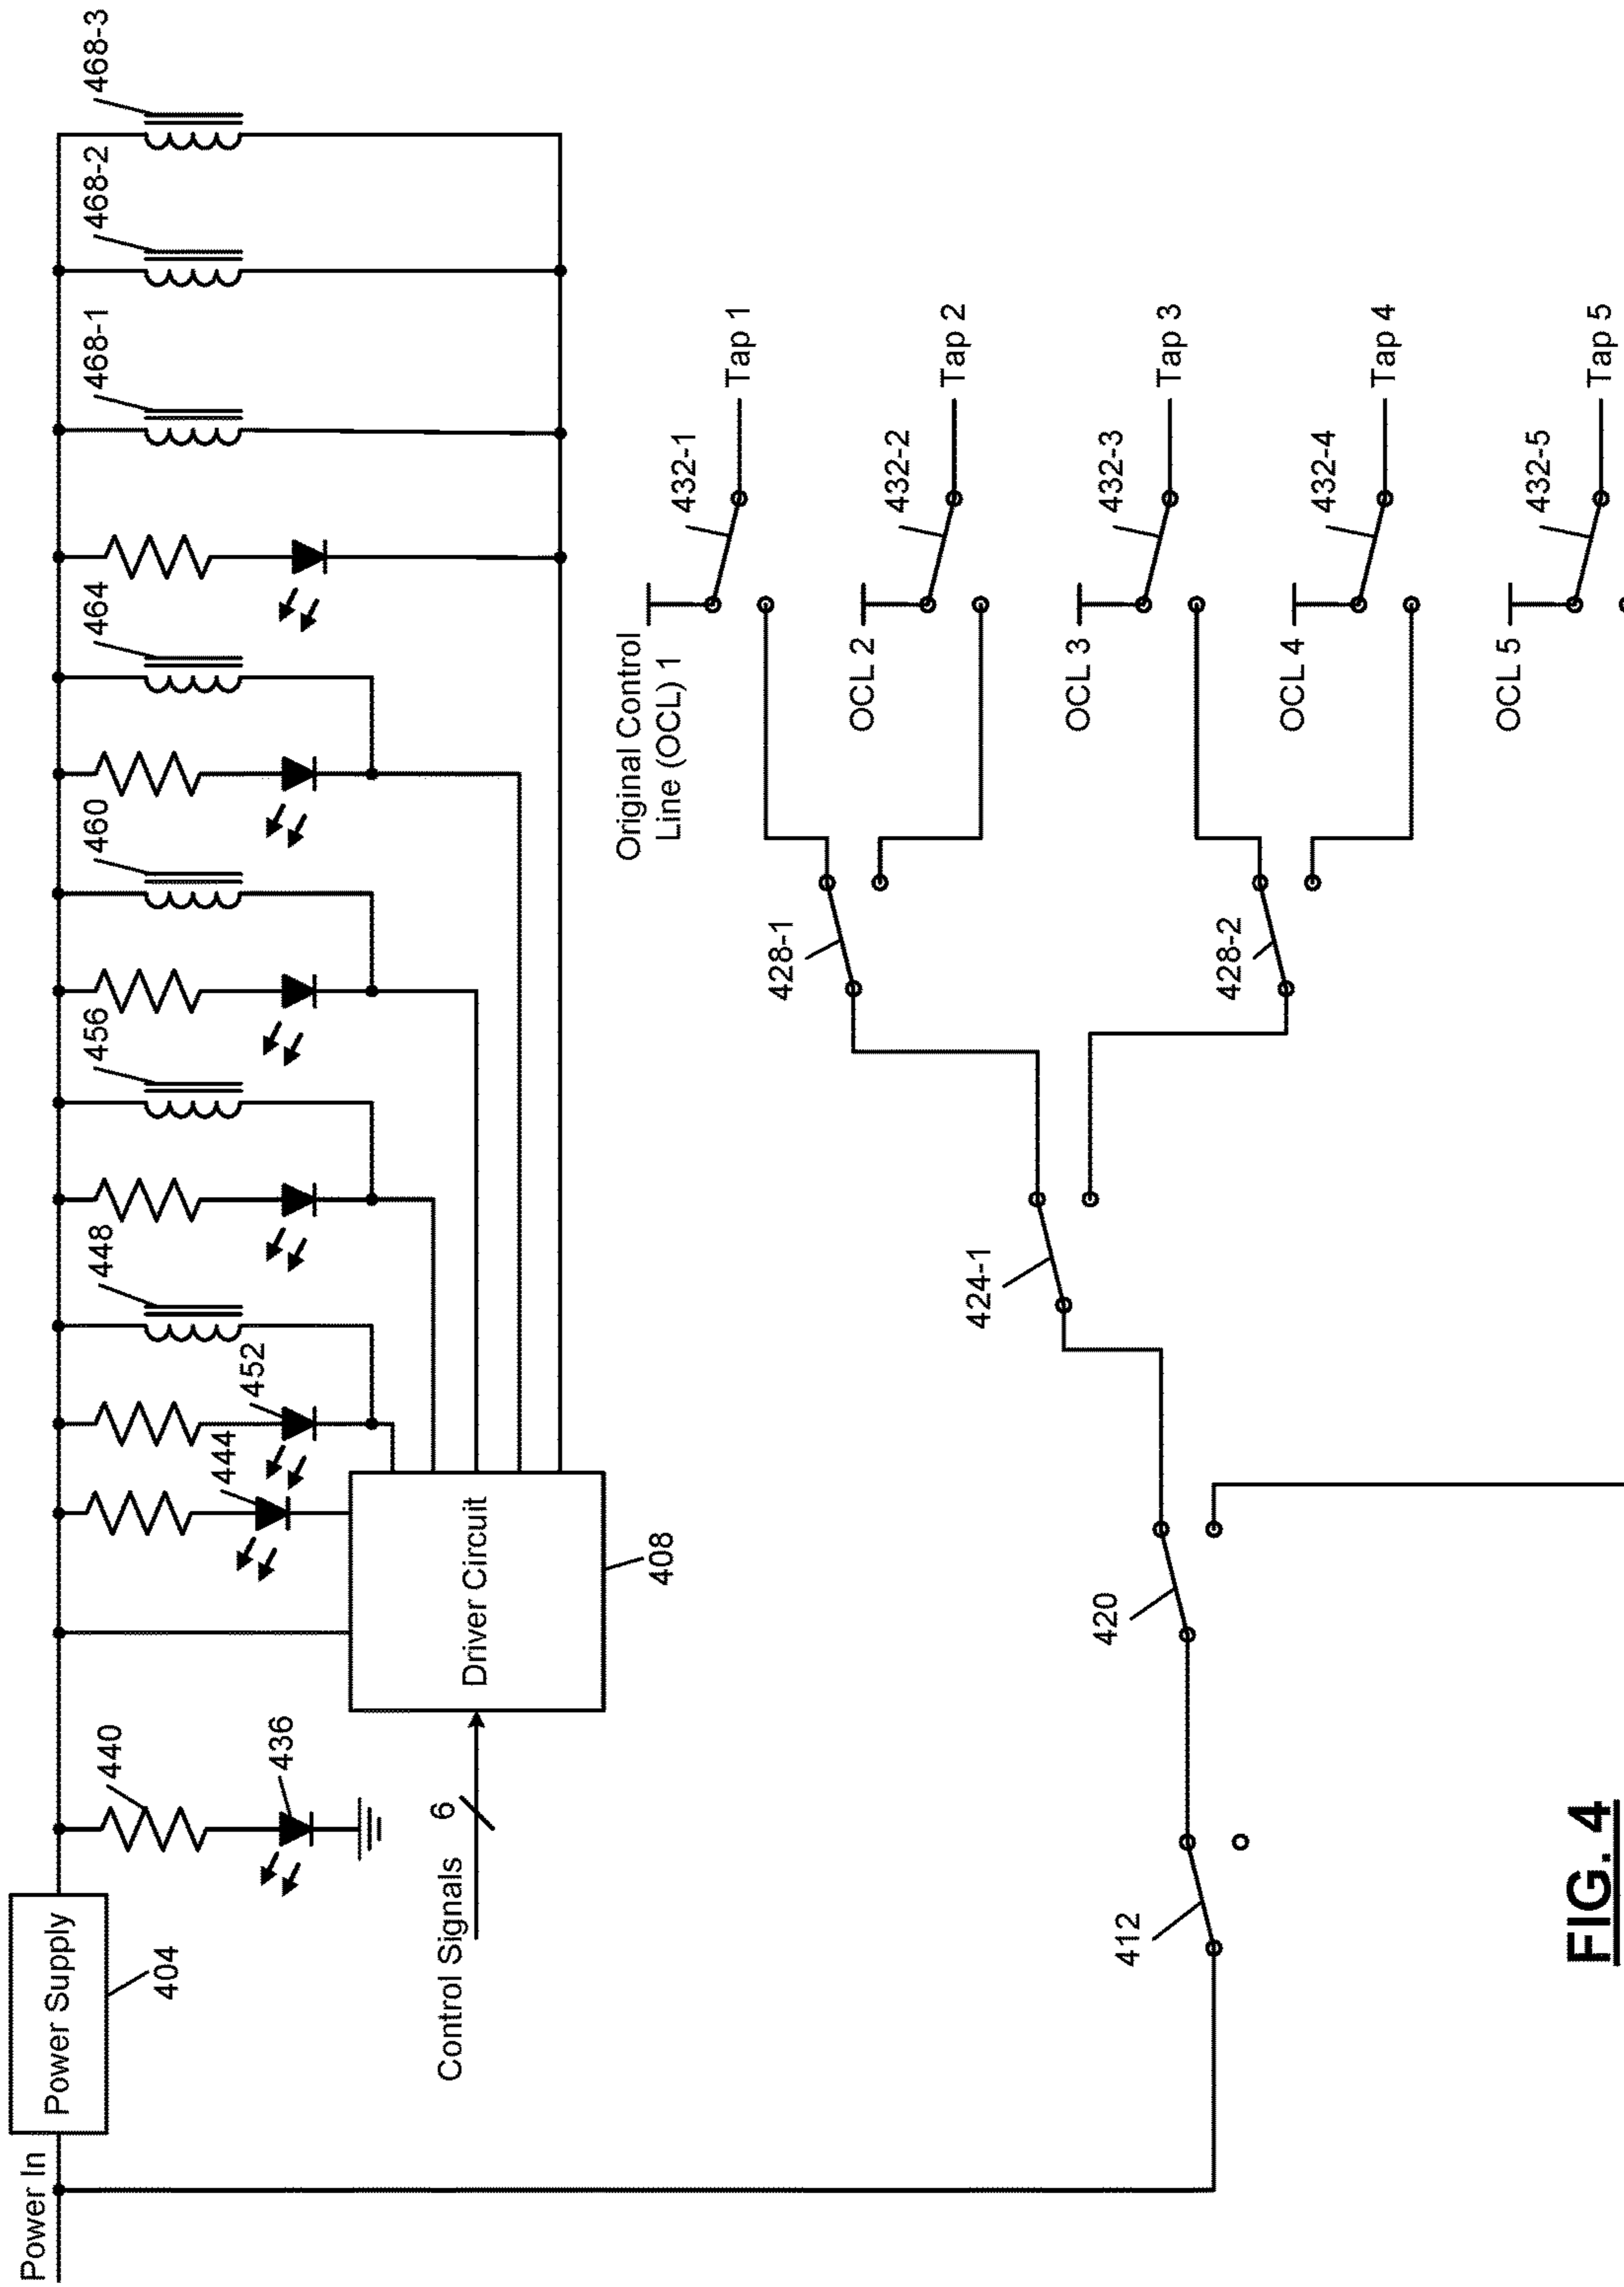 Power In
Power Supply
404
440
436
Control Signals
6
Driver Circuit
408
444
452
448
456
460
464
468-1
468-2
468-3
412
420
424-1
428-1
428-2
Original Control
Line (OCL) 1
432-1
Tap 1
OCL 2
432-2
Tap 2
OCL 3
432-3
Tap 3
OCL 4
432-4
Tap 4
OCL 5
432-5
Tap 5
FIG. 4